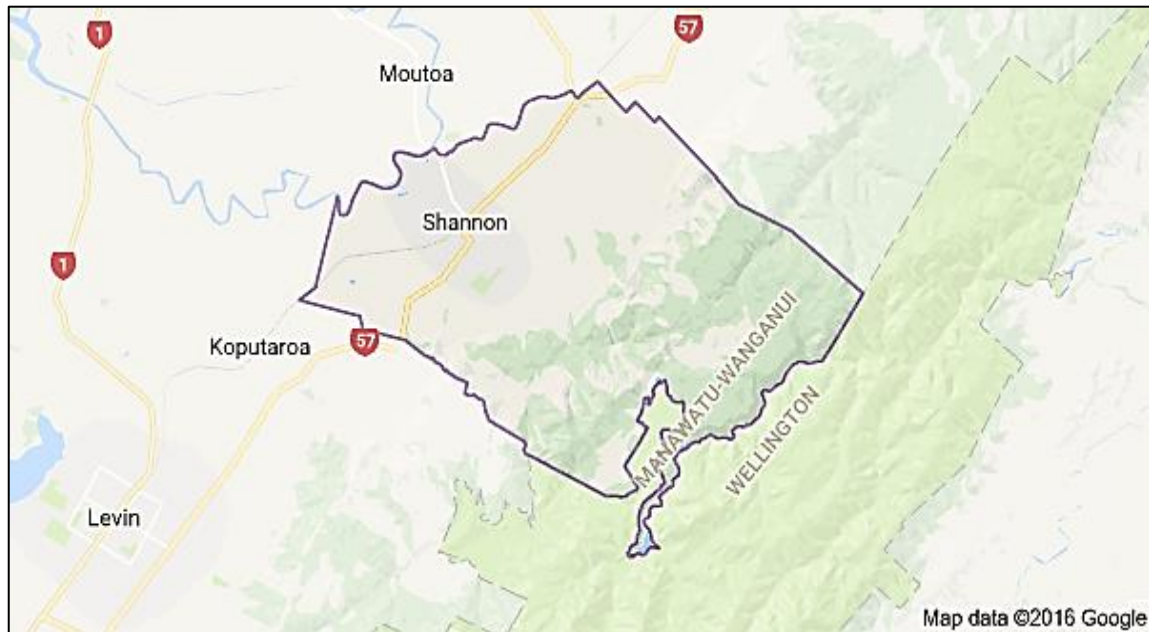 1
57
Moutoa
Shannon
1
57
Koputaroa
MANAWATU-WANGANUI
WELLINGTON
Levin
Map data ©2016 Google